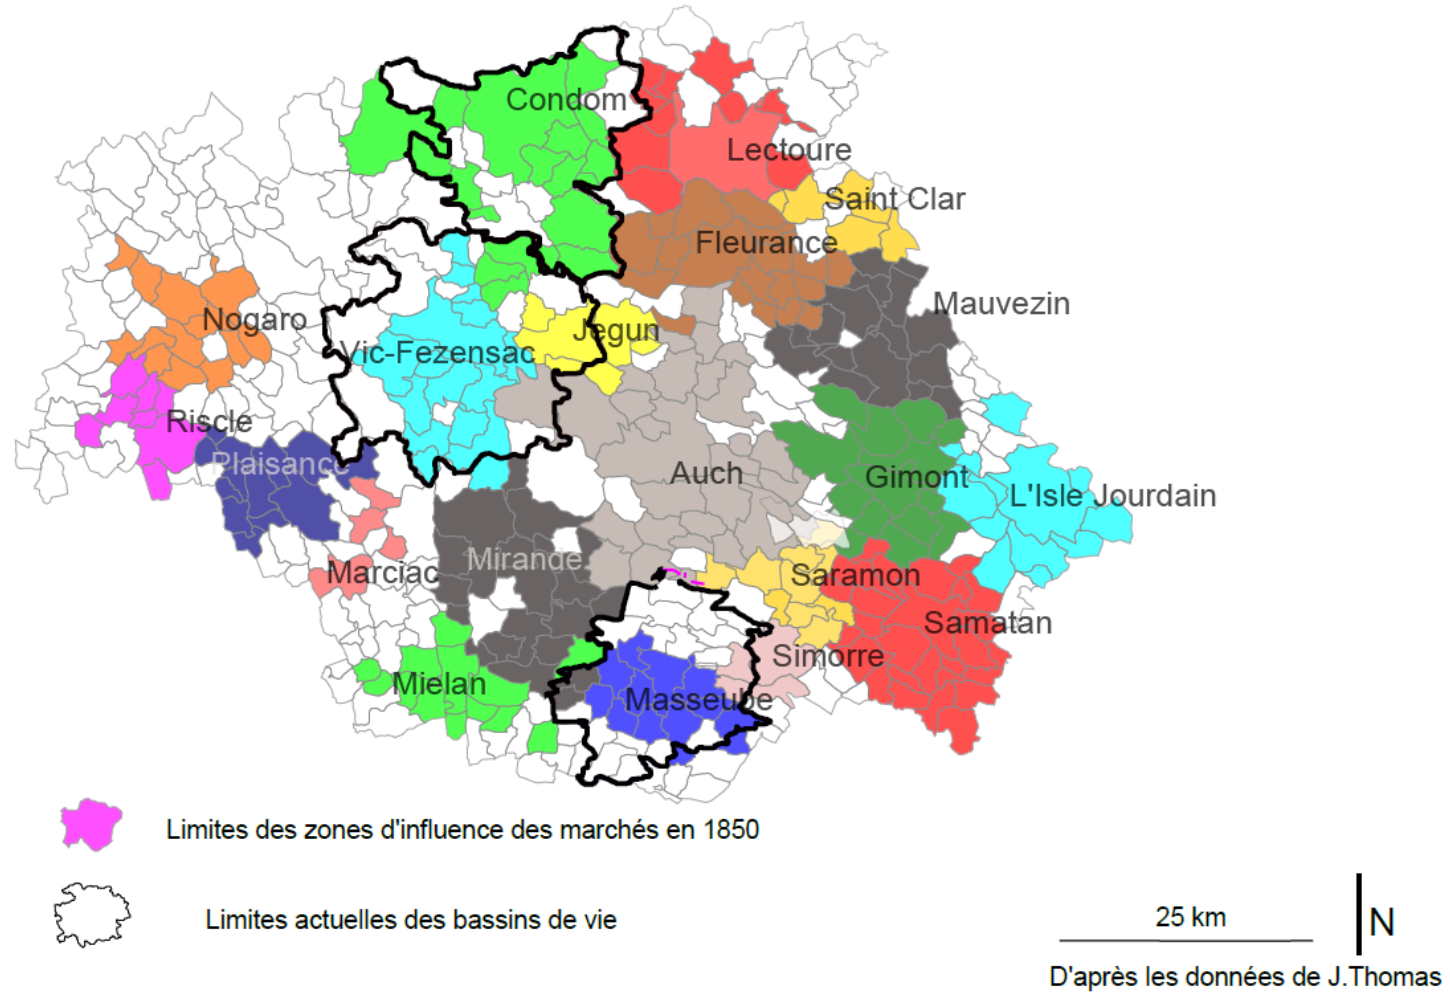 Condom
Lectoure
Saint Clar
Fleurance
Mauvezin
Nogaro
Jegun
Vic-Fezensac
Riscle
Plaisance
Auch
Gimont
L'Isle Jourdain
Mirande
Marciac
Saramon
Samatan
Simorre
Mielan
Masseube
Limites des zones d'influence des marchés en 1850
Limites actuelles des bassins de vie
25 km
N
D'après les données de J.Thomas